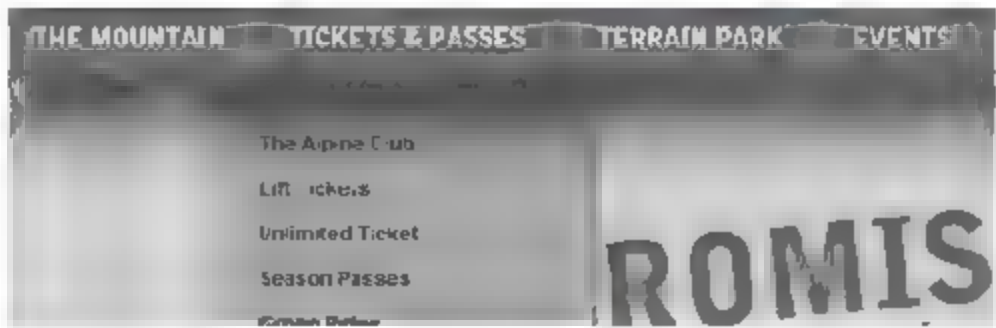 THE MOUNTAIN TICKETS & PASSES TERRAIN PARK EVENTS
The Alpine Club
Lift Tickets
Unlimited Ticket
Season Passes
ROMIS